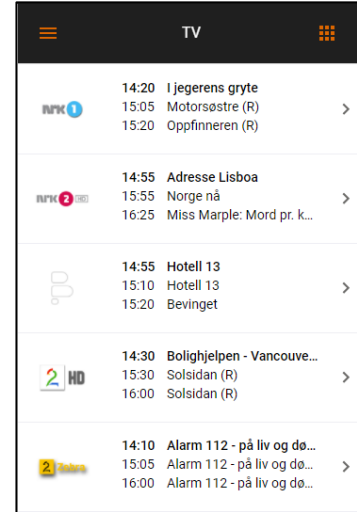 TV
nrk 1
14:20 I jegerens gryte
15:05 Motorsøstre (R)
15:20 Oppfinneren (R)
nrk 2 HD
14:55 Adresse Lisboa
15:55 Norge nå
16:25 Miss Marple: Mord pr. k...
14:55 Hotell 13
15:10 Hotell 13
15:20 Bevinget
2 HD
14:30 Bolighjelpen - Vancouve...
15:30 Solsidan (R)
16:00 Solsidan (R)
2 Zebra
14:10 Alarm 112 - på liv og dø...
15:05 Alarm 112 - på liv og dø...
16:00 Alarm 112 - på liv og dø...